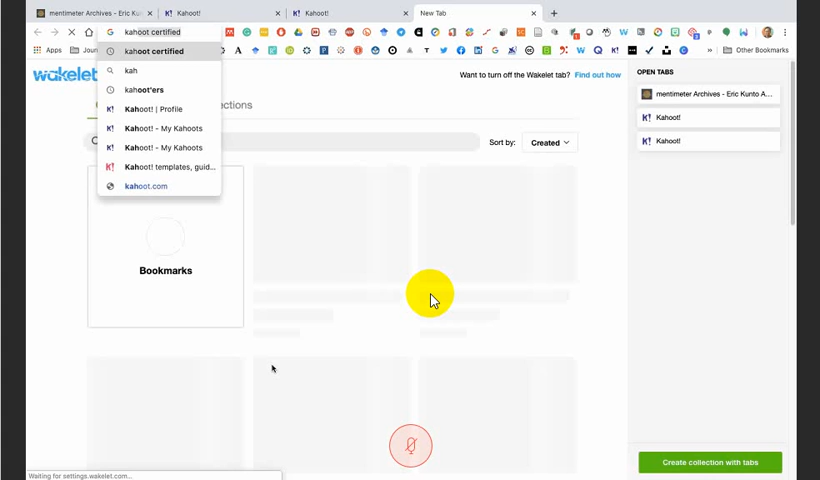 mentimeter Archives - Eric Kunto A
Kahoot!
Kahoot!
New Tab
kahoot certified
Apps
Other Bookmarks
kahoot certified
kah
kahoot'ers
Kahoot! | Profile
Kahoot! - My Kahoots
Kahoot! - My Kahoots
Kahoot! templates, guid...
kahoot.com
wakelet
Want to turn off the Wakelet tab? Find out how
OPEN TABS
mentimeter Archives - Eric Kunto A...
Kahoot!
Kahoot!
Sort by:
Created
Bookmarks
Create collection with tabs
Waiting for settings.wakelet.com...